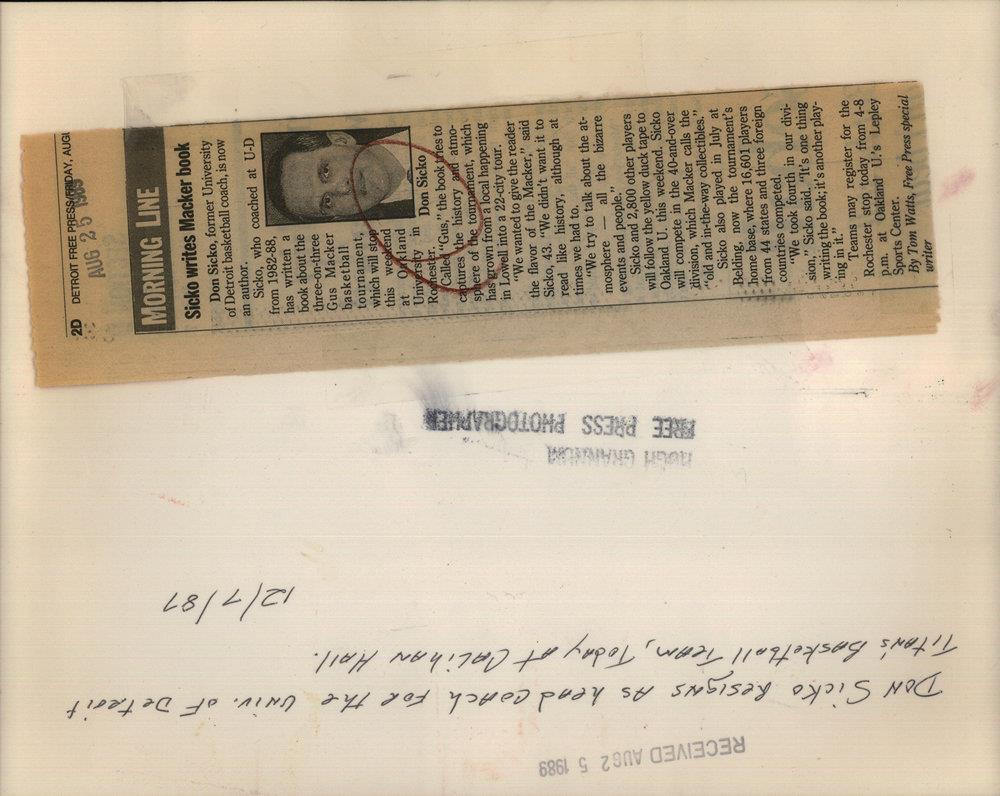 2D DETROIT FREE PRESS/FRIDAY, AUG
AUG 25 1989
MORNING LINE
Sicko writes Macker book
Don Sicko, former University
of Detroit basketball coach, is now
an author.
Sicko, who coached at U-D
from 1982-88,
has written a
book about the
three-on-three
Gus Macker
basketball
tournament,
which will stop
this weekend
at Oakland
University in
Rochester.
Don Sicko
Called "Gus," the book tries to
captures the history and atmo-
sphere of the tournament, which
has grown from a local happening
in Lowell into a 22-city tour.
"We wanted to give the reader
the flavor of the Macker," said
Sicko, 43. "We didn't want it to
read like history, although at
times we had to.
"We try to talk about the at-
mosphere — all the bizarre
events and people."
Sicko and 2,800 other players
will follow the yellow duck tape to
Oakland U. this weekend. Sicko
will compete in the 40-and-over
division, which Macker calls the
"old and in-the-way collectibles."
Sicko also played in July at
Belding, now the tournament's
home base, where 16,601 players
from 44 states and three foreign
countries competed.
"We took fourth in our divi-
sion," Sicko said. "It's one thing
writing the book; it's another play-
ing in it."
Teams may register for the
Rochester stop today from 4-8
p.m. at Oakland U.'s Lepley
Sports Center.
By Tom Watts, Free Press special
writer
RECEIVED AUG 25 1989
Don Sicko Resigns as head coach for the Univ. of Detroit
Titan's Basketball Team, Today at Calihan Hall.
12/7/87
HUGH GRANNUM
FREE PRESS PHOTOGRAPHER